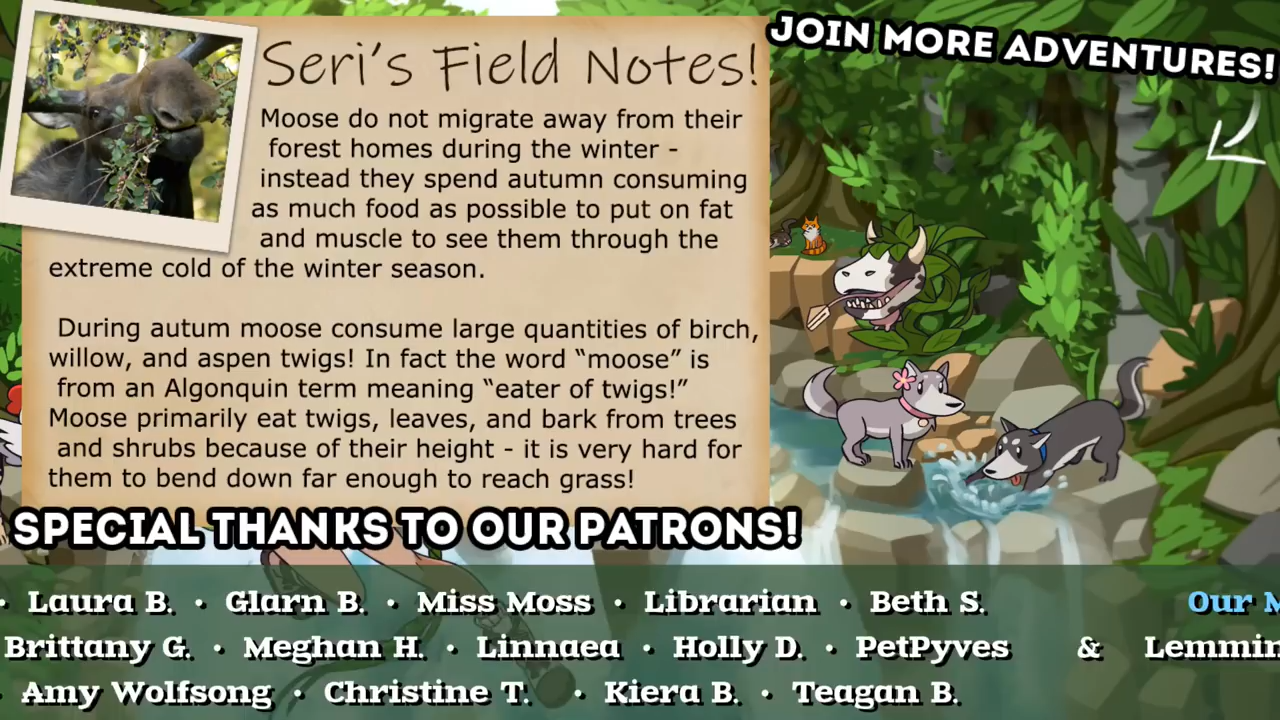 Seri's Field Notes!
Moose do not migrate away from their
forest homes during the winter -
instead they spend autumn consuming
as much food as possible to put on fat
and muscle to see them through the
extreme cold of the winter season.
During autum moose consume large quantities of birch,
willow, and aspen twigs! In fact the word “moose” is
from an Algonquin term meaning “eater of twigs!”
Moose primarily eat twigs, leaves, and bark from trees
and shrubs because of their height - it is very hard for
them to bend down far enough to reach grass!
JOIN MORE ADVENTURES!
SPECIAL THANKS TO OUR PATRONS!
· Laura B. · Glarn B. · Miss Moss · Librarian · Beth S.
Brittany G. · Meghan H. · Linnaea · Holly D. · PetPyves
· Amy Wolfsong · Christine T. · Kiera B. · Teagan B.
Our M
& Lemmin